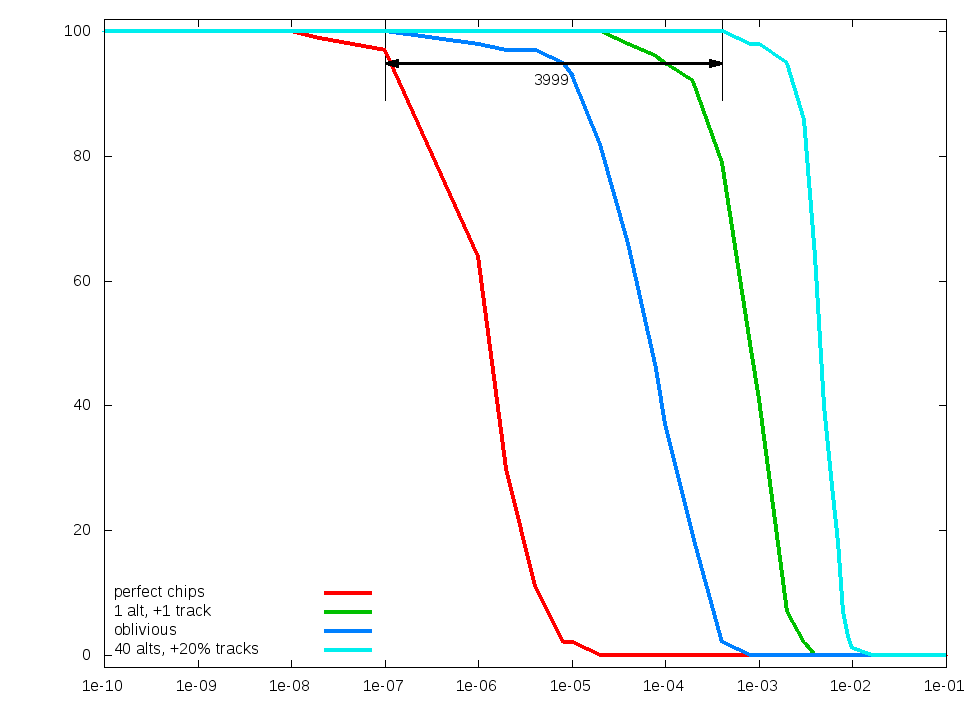 100
3999
80
60
40
20
perfect chips
1 alt, +1 track
oblivious
40 alts, +20% tracks
0
1e-10 1e-09 1e-08 1e-07 1e-06 1e-05 1e-04 1e-03 1e-02 1e-01